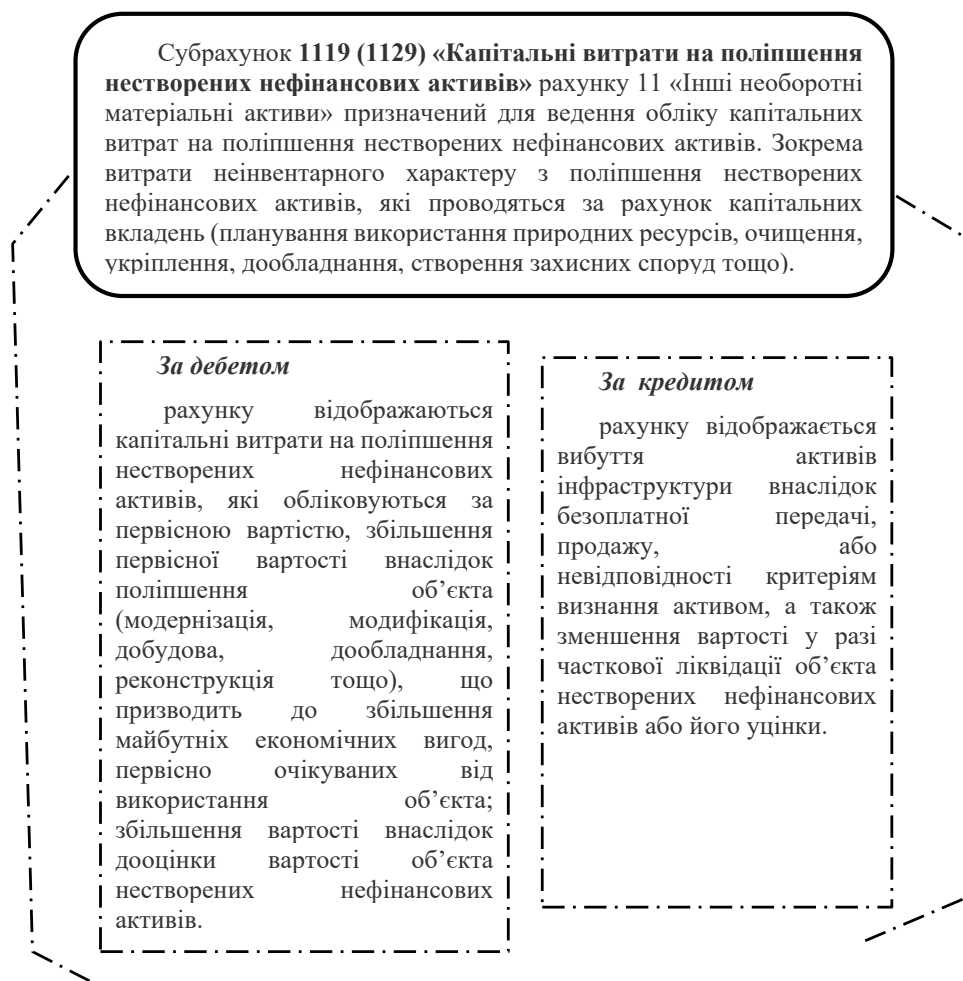 Субрахунок 1119 (1129) «Капітальні витрати на поліпшення
нестворених нефінансових активів» рахунку 11 «Інші необоротні
матеріальні активи» призначений для ведення обліку капітальних
витрат на поліпшення нестворених нефінансових активів. Зокрема
витрати неінвентарного характеру з поліпшення нестворених
нефінансових активів, які проводяться за рахунок капітальних
вкладень (планування використання природних ресурсів, очищення,
укріплення, дообладнання, створення захисних споруд тощо).
За дебетом
рахунку відображаються
капітальні витрати на поліпшення
нестворених нефінансових
активів, які обліковуються за
первісною вартістю, збільшення
первісної вартості внаслідок
поліпшення об’єкта
(модернізація, модифікація,
добудова, дообладнання,
реконструкція тощо), що
призводить до збільшення
майбутніх економічних вигод,
первісно очікуваних від
використання об’єкта;
збільшення вартості внаслідок
дооцінки вартості об’єкта
нестворених нефінансових
активів.
За кредитом
рахунку відображається
вибуття активів
інфраструктури внаслідок
безоплатної передачі,
продажу, або
невідповідності критеріям
визнання активом, а також
зменшення вартості у разі
часткової ліквідації об’єкта
нестворених нефінансових
активів або його уцінки.